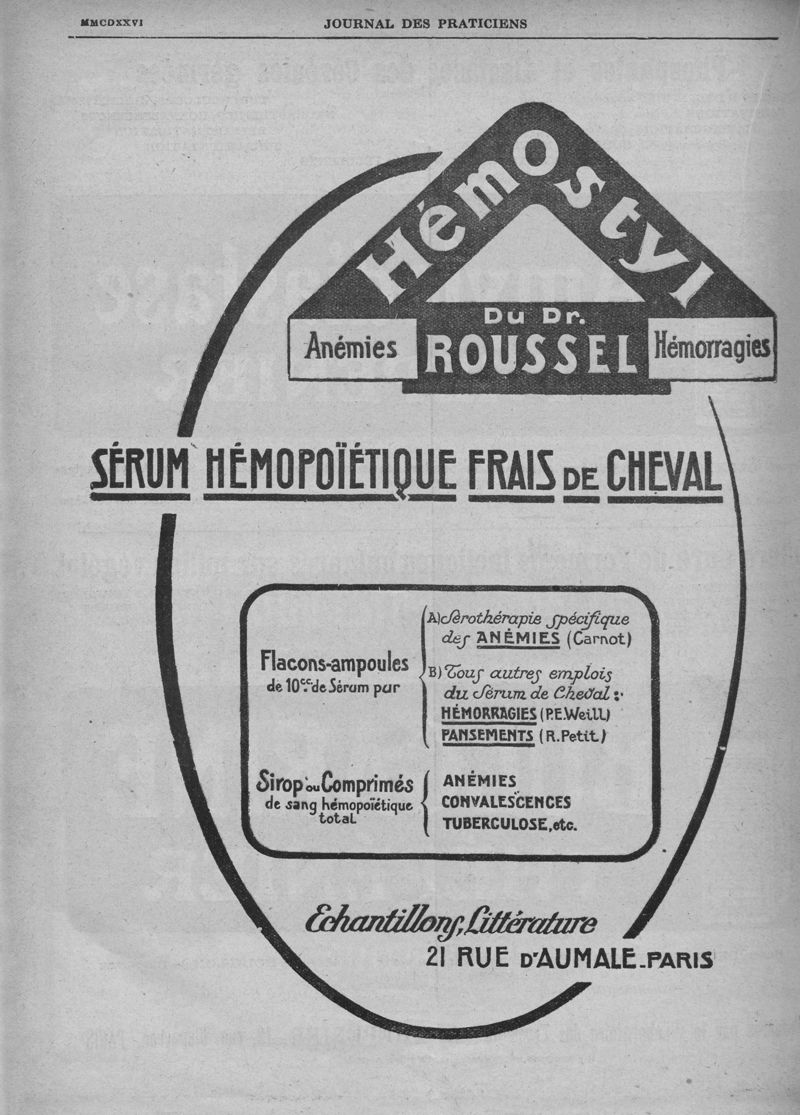 MMCDXXVI
JOURNAL DES PRATICIENS
Hémostyl
Du Dr.
ROUSSEL
Anémies
Hémorragies
SÉRUM HÉMOPOÏÉTIQUE FRAIS DE CHEVAL
Flacons-ampoules
de 10cc. de Sérum pur
A) Sérothérapie spécifique
des ANÉMIES (Carnot)
B) Tous autres emplois
du Sérum de Cheval :
HÉMORRAGIES (P.E.Weill)
PANSEMENTS (R.Petit)
Sirop ou Comprimés
de sang hémopoïétique
total
ANÉMIES
CONVALESCENCES
TUBERCULOSE, etc.
Echantillons, Littérature
21 RUE D'AUMALE_PARIS